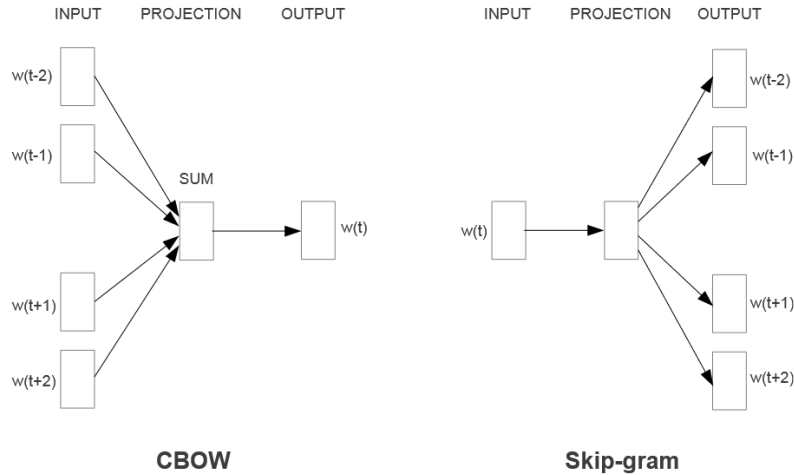 INPUT PROJECTION OUTPUT
w(t-2)
w(t-1)
SUM
w(t)
w(t+1)
w(t+2)
CBOW
INPUT PROJECTION OUTPUT
w(t-2)
w(t-1)
w(t)
w(t+1)
w(t+2)
Skip-gram